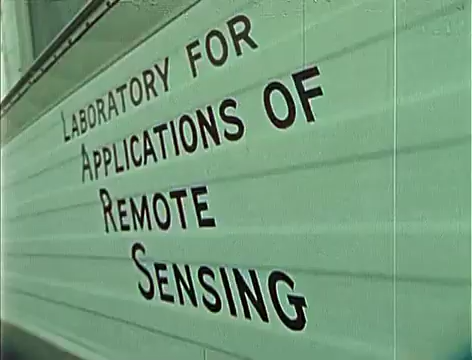 LABORATORY FOR
APPLICATIONS OF
REMOTE
SENSING